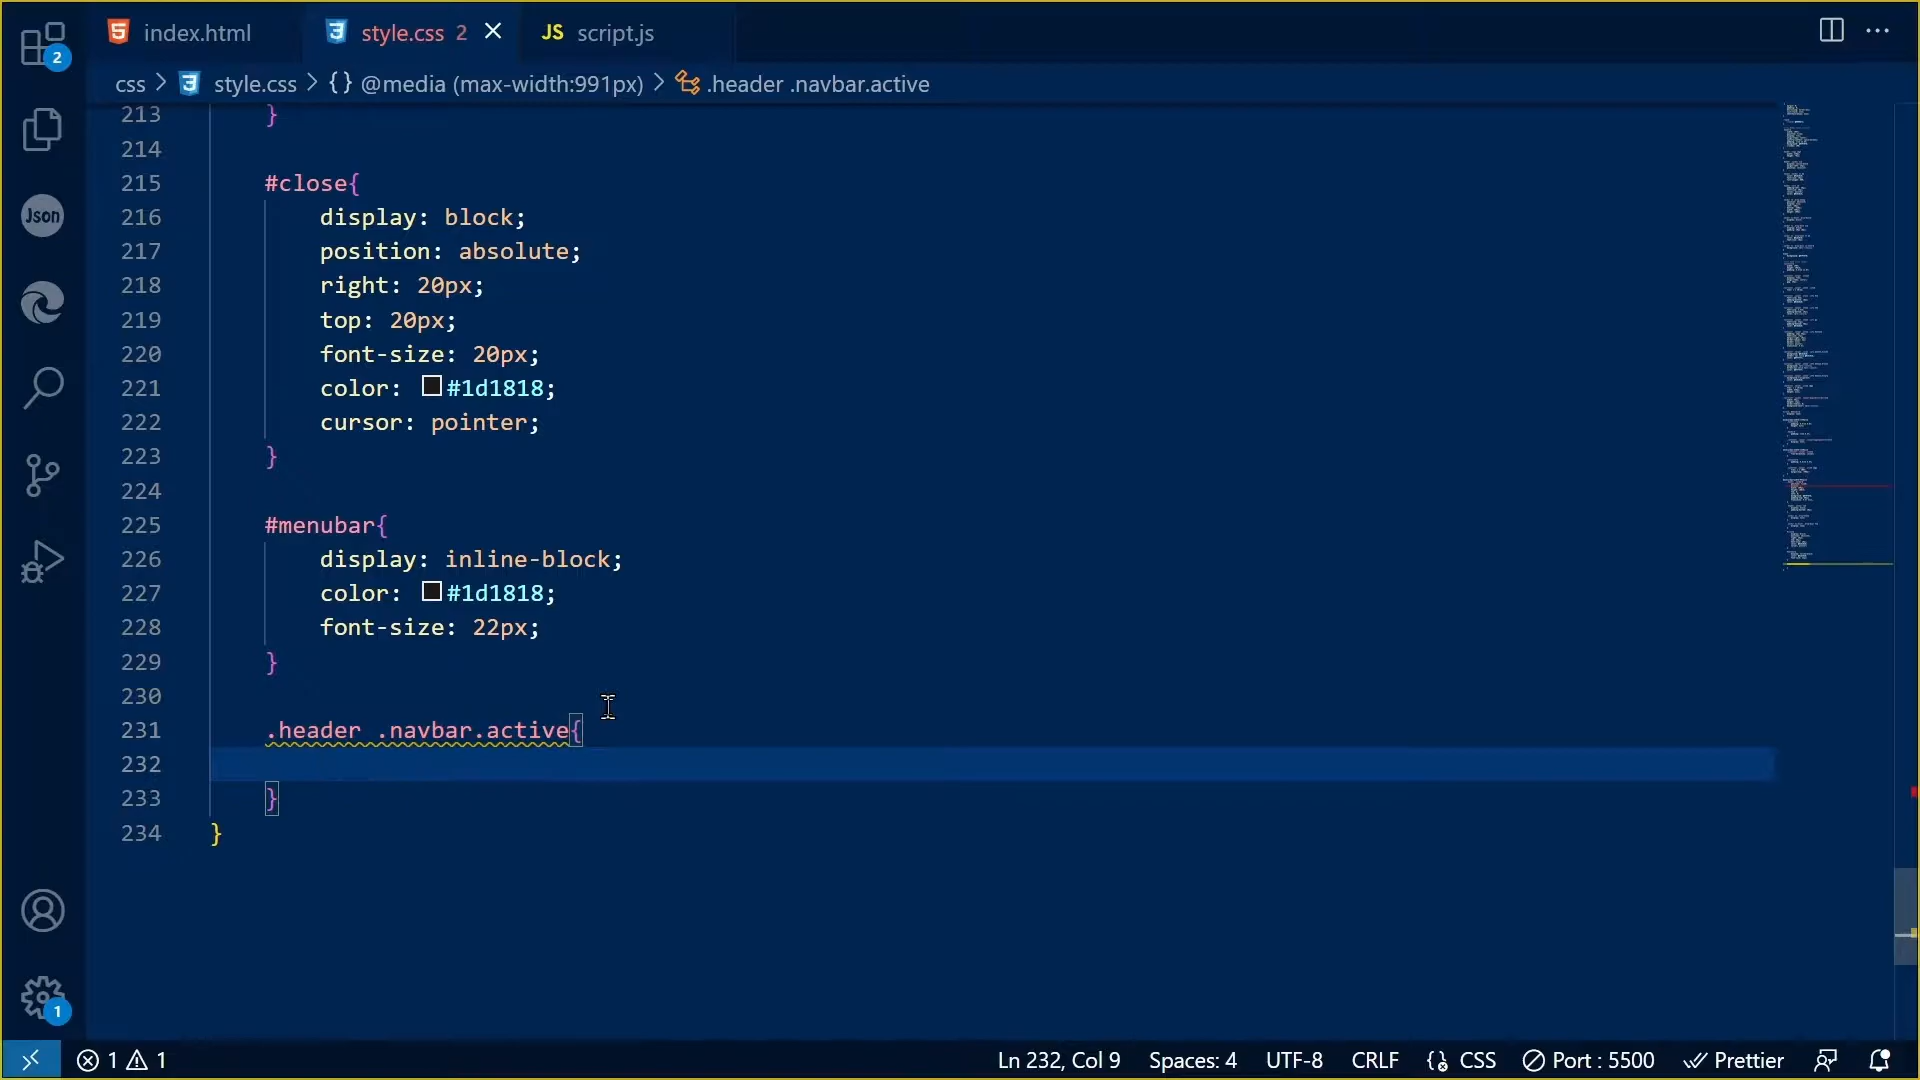 index.html
style.css 2
JS script.js
2
css > style.css > {} @media (max-width:991px) > .header .navbar.active
Json
213 }
214
215 #close{
216 display: block;
217 position: absolute;
218 right: 20px;
219 top: 20px;
220 font-size: 20px;
221 color: #1d1818;
222 cursor: pointer;
223 }
224
225 #menubar{
226 display: inline-block;
227 color: #1d1818;
228 font-size: 22px;
229 }
230
231 .header .navbar.active{
232
233 }
234 }
1
1 1
Ln 232, Col 9
Spaces: 4
UTF-8
CRLF
CSS
Port : 5500
Prettier